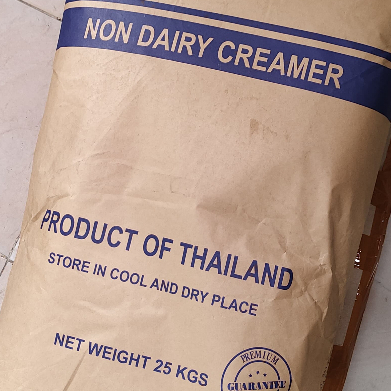 NON DAIRY CREAMER
PRODUCT OF THAILAND
STORE IN COOL AND DRY PLACE
NET WEIGHT 25 KGS
PREMIUM
GUARANTEE